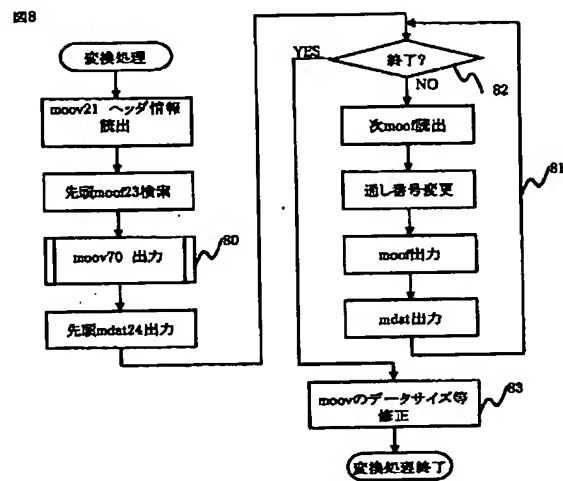 図8
変換処理
moov21 ヘッダ情報
読出
先頭moof23検索
moov70 出力
80
先頭mdat24出力
終了?
YES
NO
82
次moof読出
通し番号変更
moof出力
mdat出力
81
moovのデータサイズ等
修正
83
変換処理終了